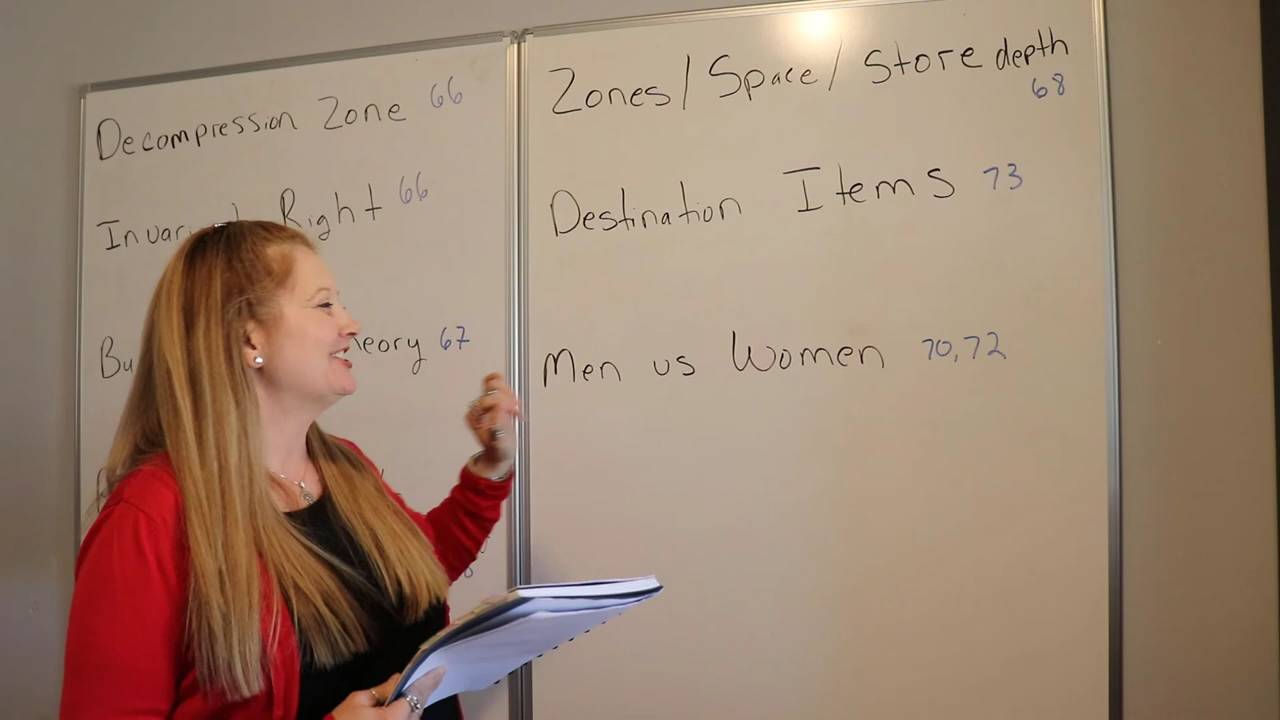 Decompression Zone 66
Right 66
67
Zones / Space / Store depth
68
Destination Items 73
Men vs Women 70,72